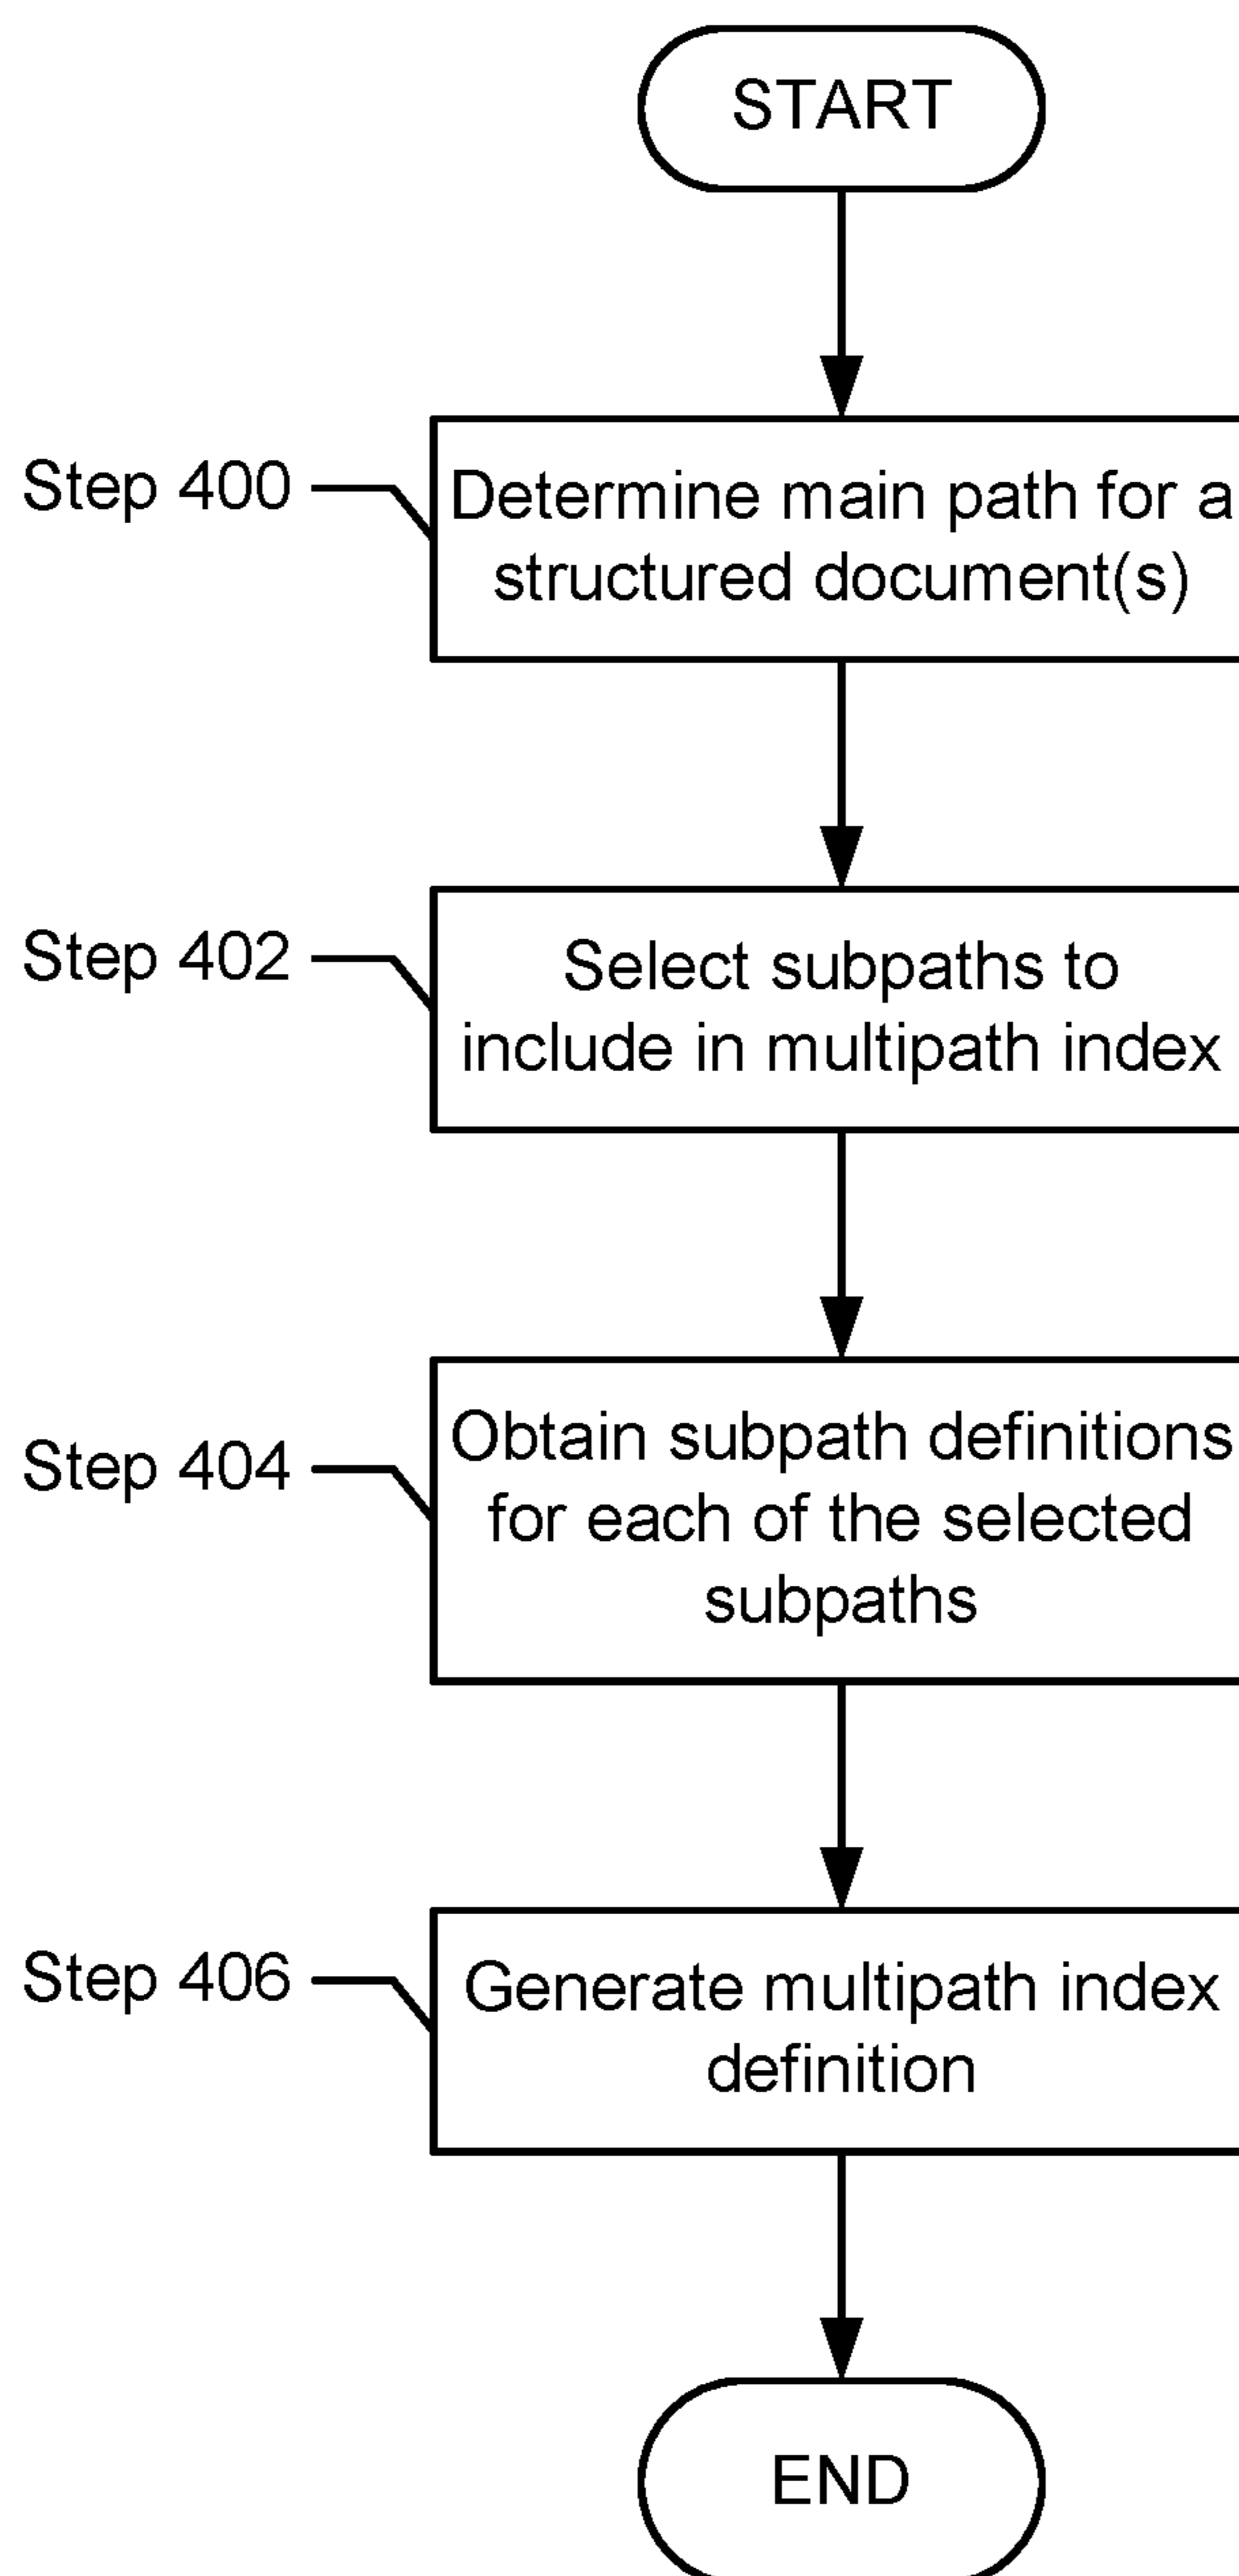 START
Step 400
Determine main path for a
structured document(s)
Step 402
Select subpaths to
include in multipath index
Step 404
Obtain subpath definitions
for each of the selected
subpaths
Step 406
Generate multipath index
definition
END